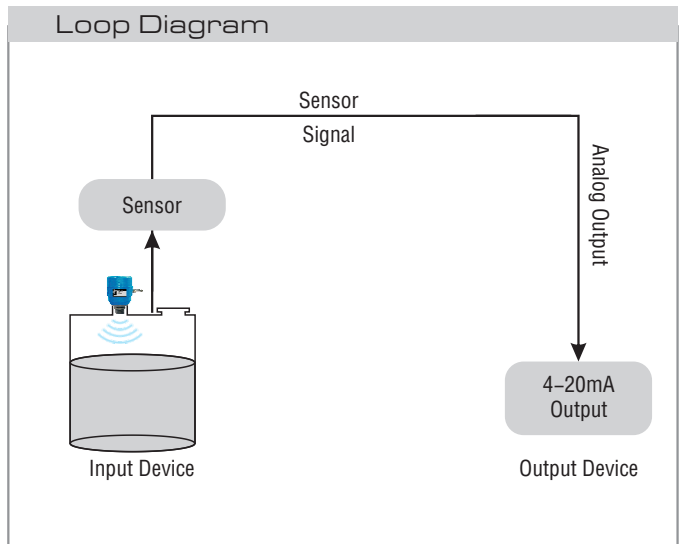 Loop Diagram
Sensor
Signal
Analog Output
Sensor
4–20mA
Output
Input Device
Output Device